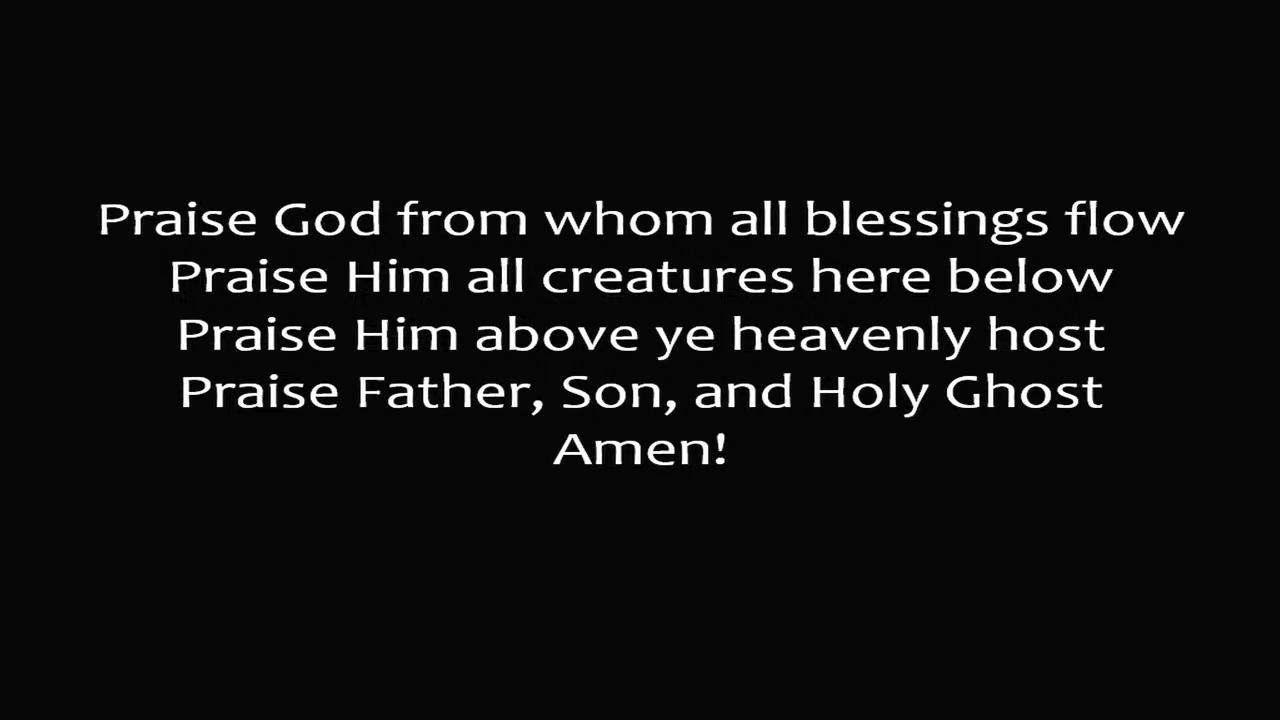 Praise God from whom all blessings flow
Praise Him all creatures here below
Praise Him above ye heavenly host
Praise Father, Son, and Holy Ghost
Amen!